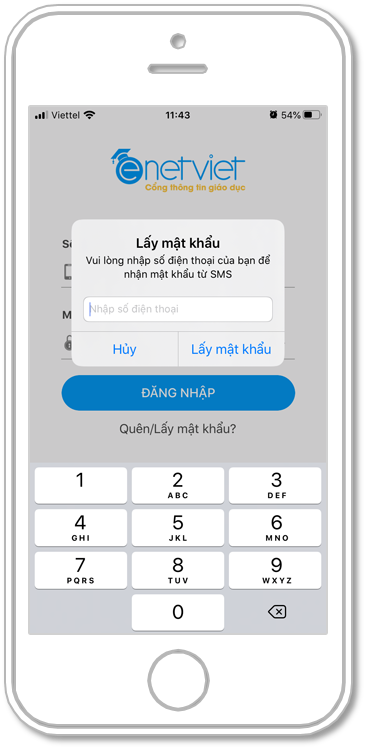 Viettel 11:43 54%
enetviet
Cổng thông tin giáo dục
Số
Lấy mật khẩu
Vui lòng nhập số điện thoại của bạn để
nhận mật khẩu từ SMS
Nhập số điện thoại
M
Hủy Lấy mật khẩu
ĐĂNG NHẬP
Quên/Lấy mật khẩu?
1 2 3
ABC DEF
4 5 6
GHI JKL MNO
7 8 9
PQRS TUV WXYZ
0